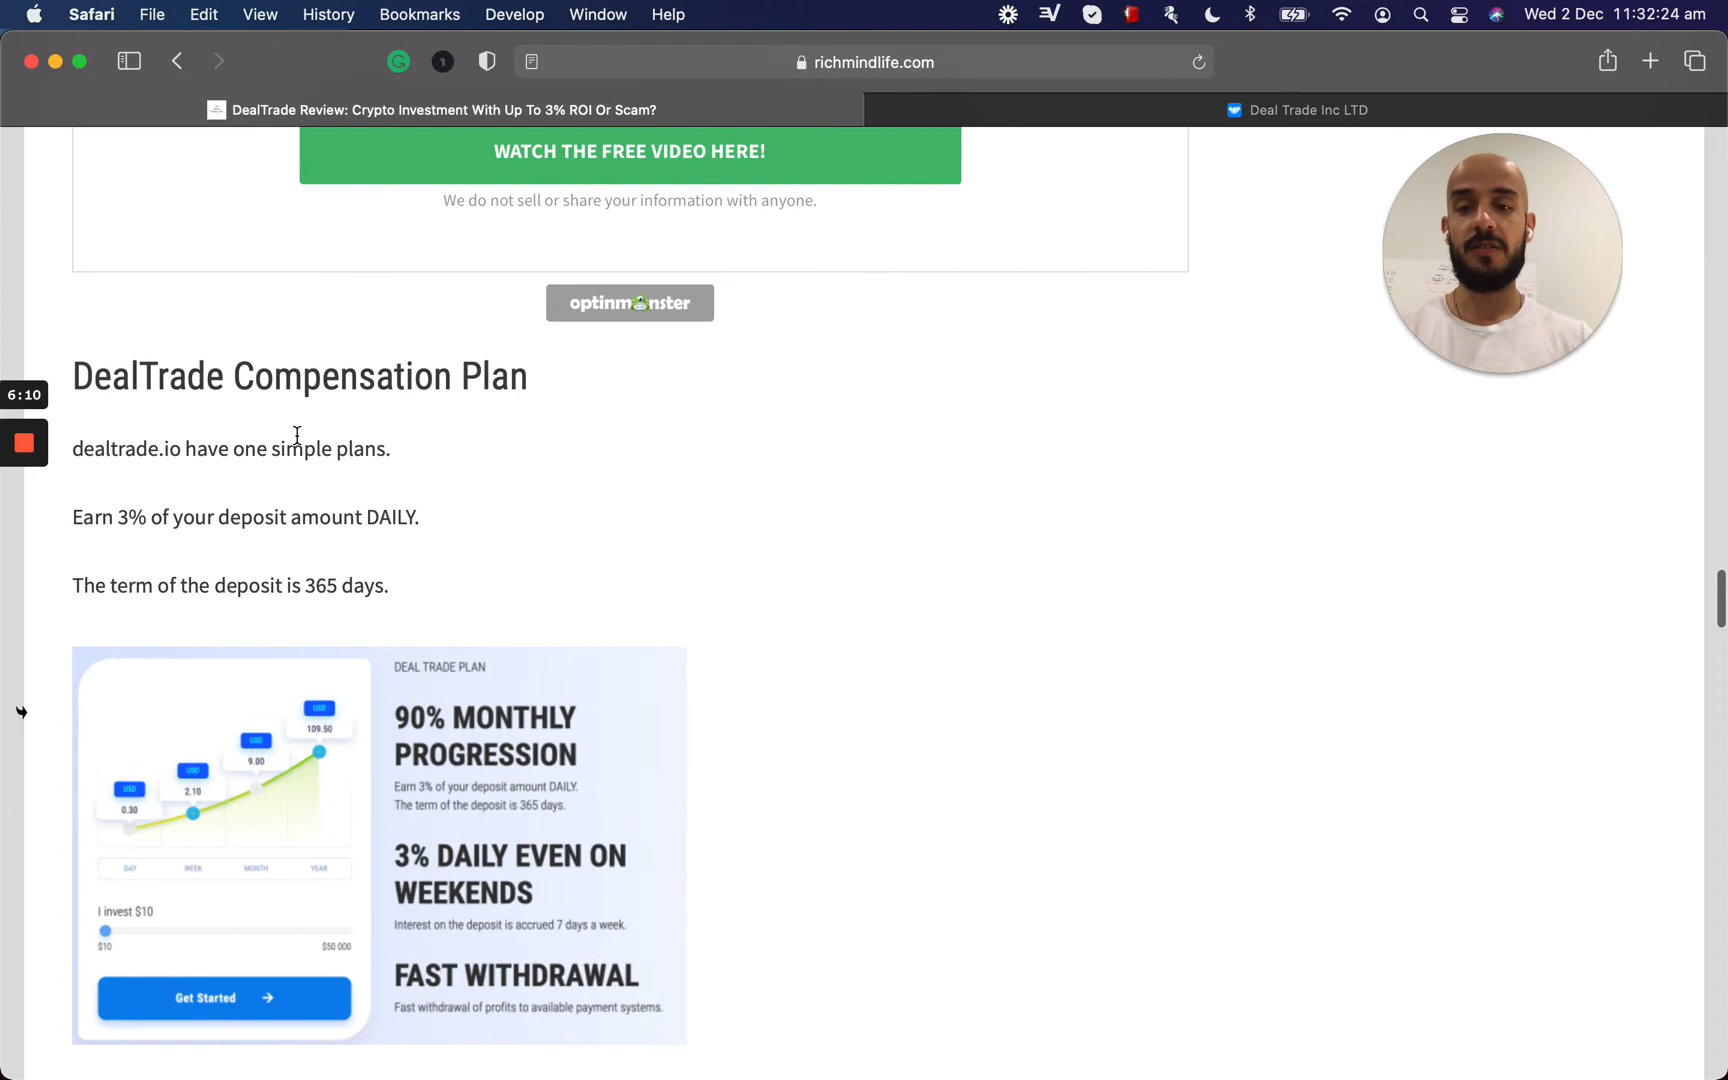 Safari File Edit View History Bookmarks Develop Window Help Wed 2 Dec 11:32:24 am
richmindlife.com
DealTrade Review: Crypto Investment With Up To 3% ROI Or Scam? Deal Trade Inc LTD
WATCH THE FREE VIDEO HERE!
We do not sell or share your information with anyone.
optinmonster
DealTrade Compensation Plan
6:10
dealtrade.io have one simple plans.
Earn 3% of your deposit amount DAILY.
The term of the deposit is 365 days.
DEAL TRADE PLAN
90% MONTHLY
PROGRESSION
Earn 3% of your deposit amount DAILY.
The term of the deposit is 365 days.
3% DAILY EVEN ON
WEEKENDS
Interest on the deposit is accrued 7 days a week.
FAST WITHDRAWAL
Fast withdrawal of profits to available payment systems.
USD
109.50
USD
9.00
USD
2.10
USD
0.30
DAY WEEK MONTH YEAR
I invest $10
$10 $50 000
Get Started